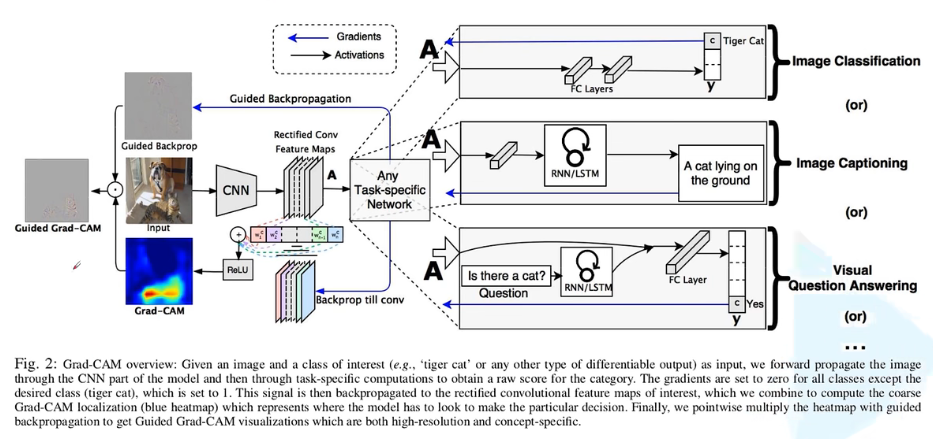 Gradients
Activations
A
c Tiger Cat
FC Layers
y
Image Classification
(or)
Guided Backpropagation
Guided Backprop
Rectified Conv
Feature Maps
A
CNN
Input
Guided Grad-CAM
Any
Task-specific
Network
A
RNN/LSTM
A cat lying on
the ground
Image Captioning
(or)
+
ReLU
Grad-CAM
Backprop till conv
A
Is there a cat?
Question
RNN/LSTM
FC Layer
c Yes
y
Visual
Question Answering
(or)
...
Fig. 2: Grad-CAM overview: Given an image and a class of interest (e.g., ‘tiger cat’ or any other type of differentiable output) as input, we forward propagate the image
through the CNN part of the model and then through task-specific computations to obtain a raw score for the category. The gradients are set to zero for all classes except the
desired class (tiger cat), which is set to 1. This signal is then backpropagated to the rectified convolutional feature maps of interest, which we combine to compute the coarse
Grad-CAM localization (blue heatmap) which represents where the model has to look to make the particular decision. Finally, we pointwise multiply the heatmap with guided
backpropagation to get Guided Grad-CAM visualizations which are both high-resolution and concept-specific.